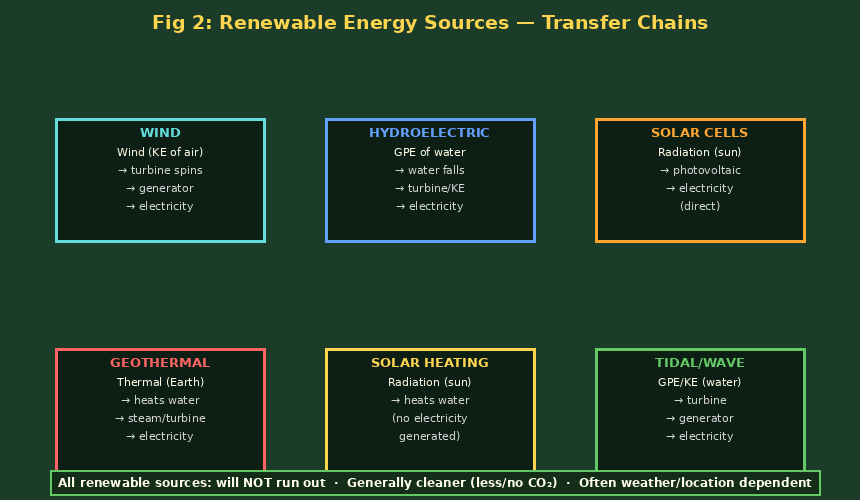 Fig 2: Renewable Energy Sources — Transfer Chains
WIND
Wind (KE of air)
→ turbine spins
→ generator
→ electricity
HYDROELECTRIC
GPE of water
→ water falls
→ turbine/KE
→ electricity
SOLAR CELLS
Radiation (sun)
→ photovoltaic
→ electricity
(direct)
GEOTHERMAL
Thermal (Earth)
→ heats water
→ steam/turbine
→ electricity
SOLAR HEATING
Radiation (sun)
→ heats water
(no electricity
generated)
TIDAL/WAVE
GPE/KE (water)
→ turbine
→ generator
→ electricity
All renewable sources: will NOT run out · Generally cleaner (less/no CO₂) · Often weather/location dependent